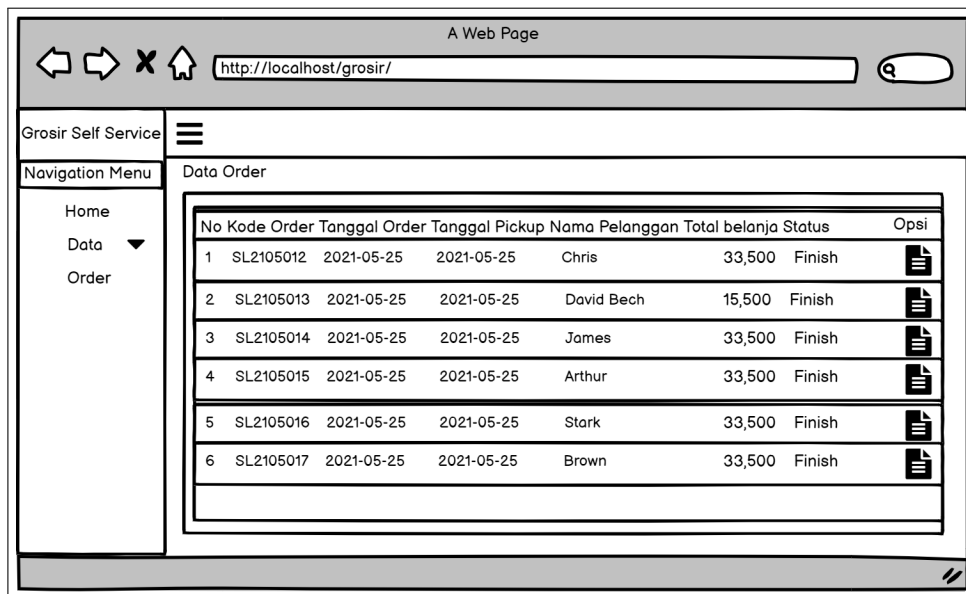 A Web Page
http://localhost/grosir/
Grosir Self Service
Navigation Menu
Home
Data
Order
Data Order
No Kode Order Tanggal Order Tanggal Pickup Nama Pelanggan Total belanja Status Opsi
1 SL2105012 2021-05-25 2021-05-25 Chris 33,500 Finish
2 SL2105013 2021-05-25 2021-05-25 David Bech 15,500 Finish
3 SL2105014 2021-05-25 2021-05-25 James 33,500 Finish
4 SL2105015 2021-05-25 2021-05-25 Arthur 33,500 Finish
5 SL2105016 2021-05-25 2021-05-25 Stark 33,500 Finish
6 SL2105017 2021-05-25 2021-05-25 Brown 33,500 Finish